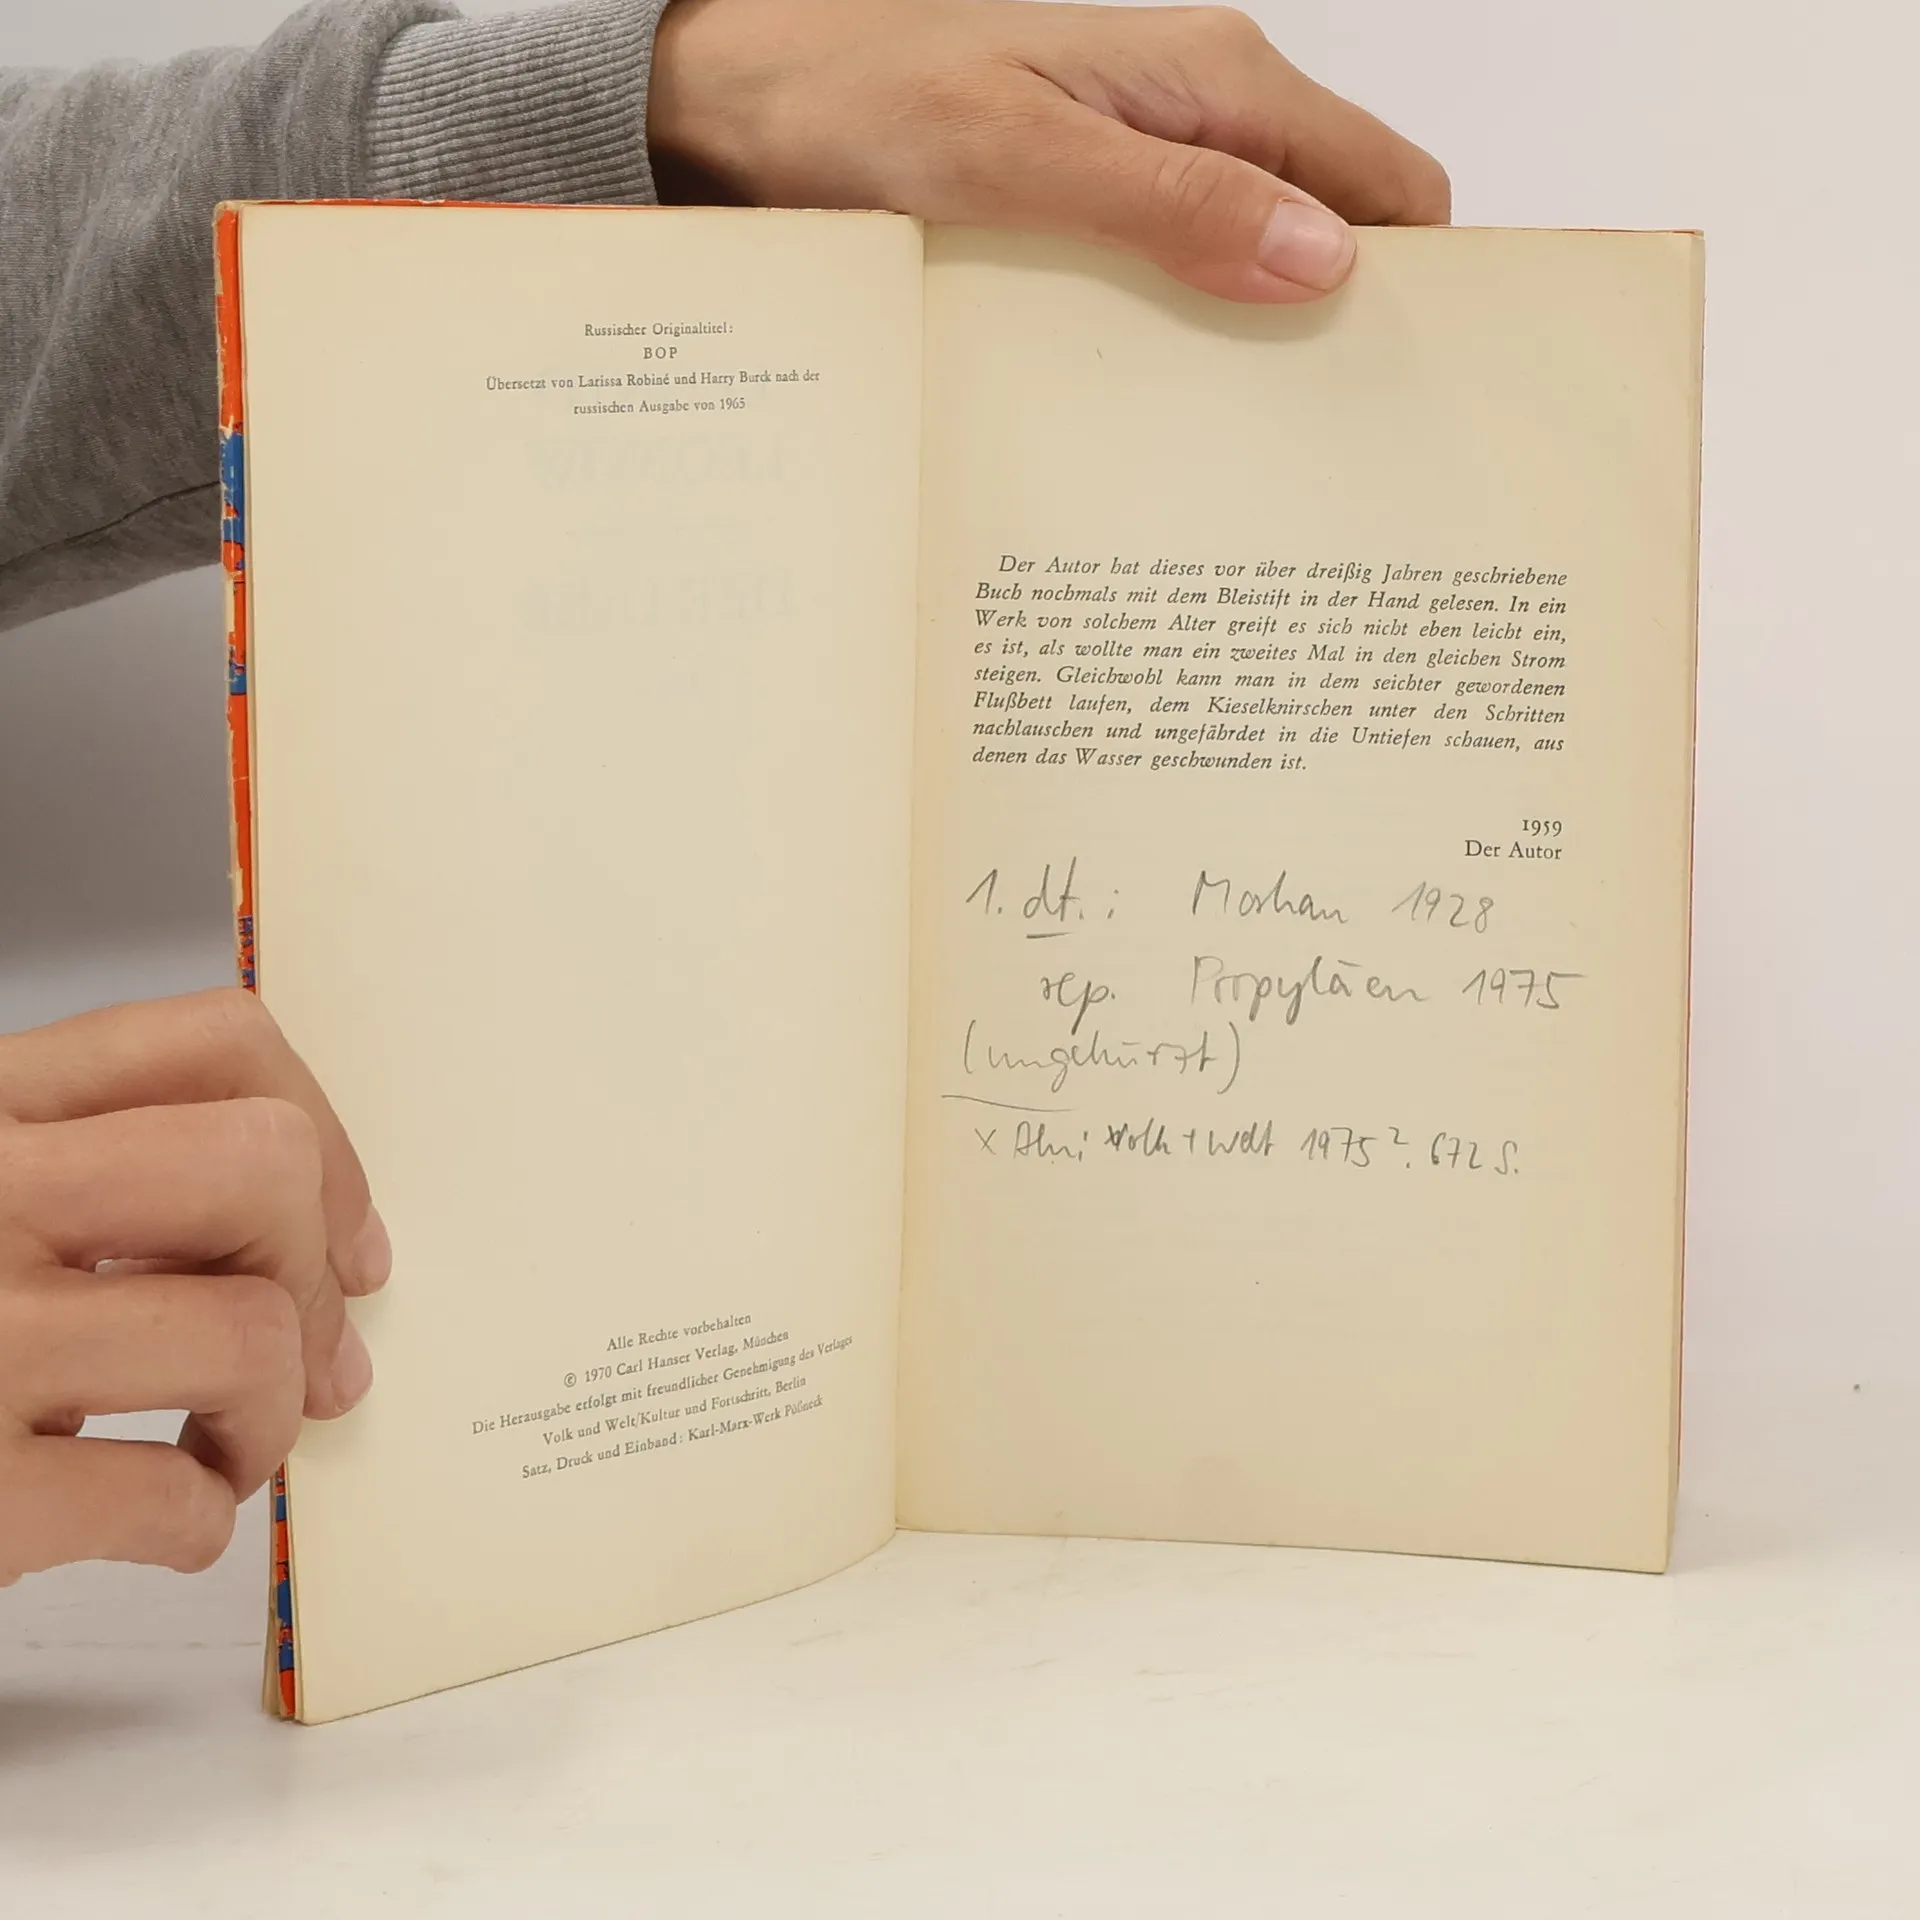 Russischer Originaltitel:
ВОР
Übersetzt von Larissa Robiné und Harry Burck nach der
russischen Ausgabe von 1965
Alle Rechte vorbehalten
© 1970 Carl Hanser Verlag, München
Die Herausgabe erfolgt mit freundlicher Genehmigung des Verlages
Volk und Welt/Kultur und Fortschritt, Berlin
Satz, Druck und Einband: Karl-Marx-Werk Pößneck
Der Autor hat dieses vor über dreißig Jahren geschriebene
Buch nochmals mit dem Bleistift in der Hand gelesen. In ein
Werk von solchem Alter greift es sich nicht eben leicht ein,
es ist, als wollte man ein zweites Mal in den gleichen Strom
steigen. Gleichwohl kann man in dem seichter gewordenen
Flußbett laufen, dem Kieselknirschen unter den Schritten
nachlauschen und ungefährdet in die Untiefen schauen, aus
denen das Wasser geschwunden ist.
1959
Der Autor
1. dt.: 1928
rep. Propyläen 1975
(ungekürzt)
x Volk + Welt 1975². 672 S.